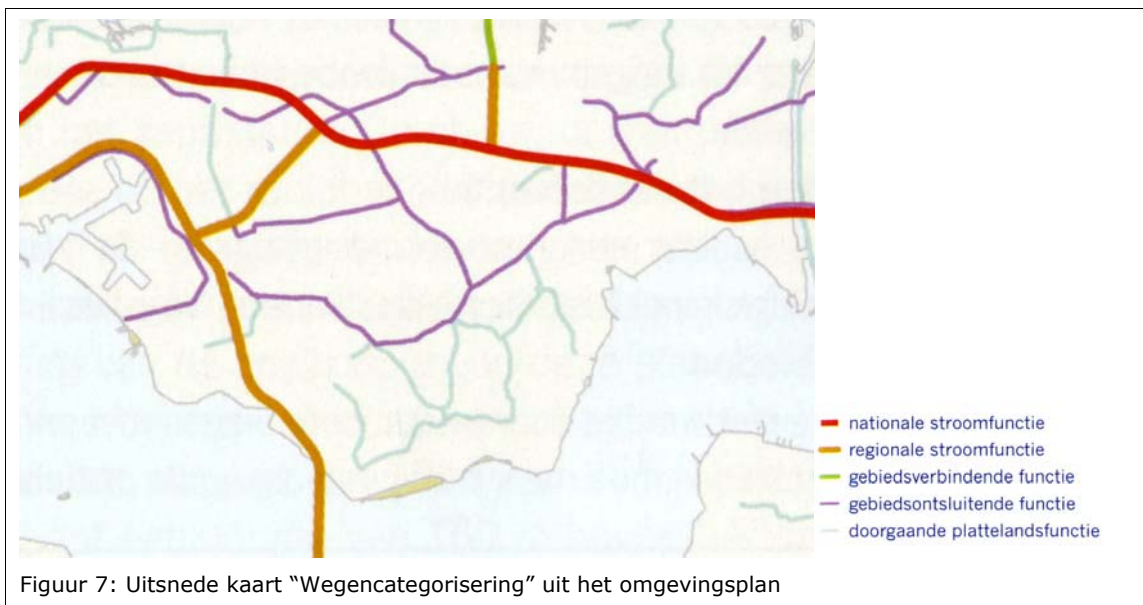 nationale stroomfunctie
regionale stroomfunctie
gebiedsverbindende functie
gebiedsontsluitende functie
doorgaande plattelandsfunctie
Figuur 7: Uitsnede kaart “Wegencategorisering” uit het omgevingsplan